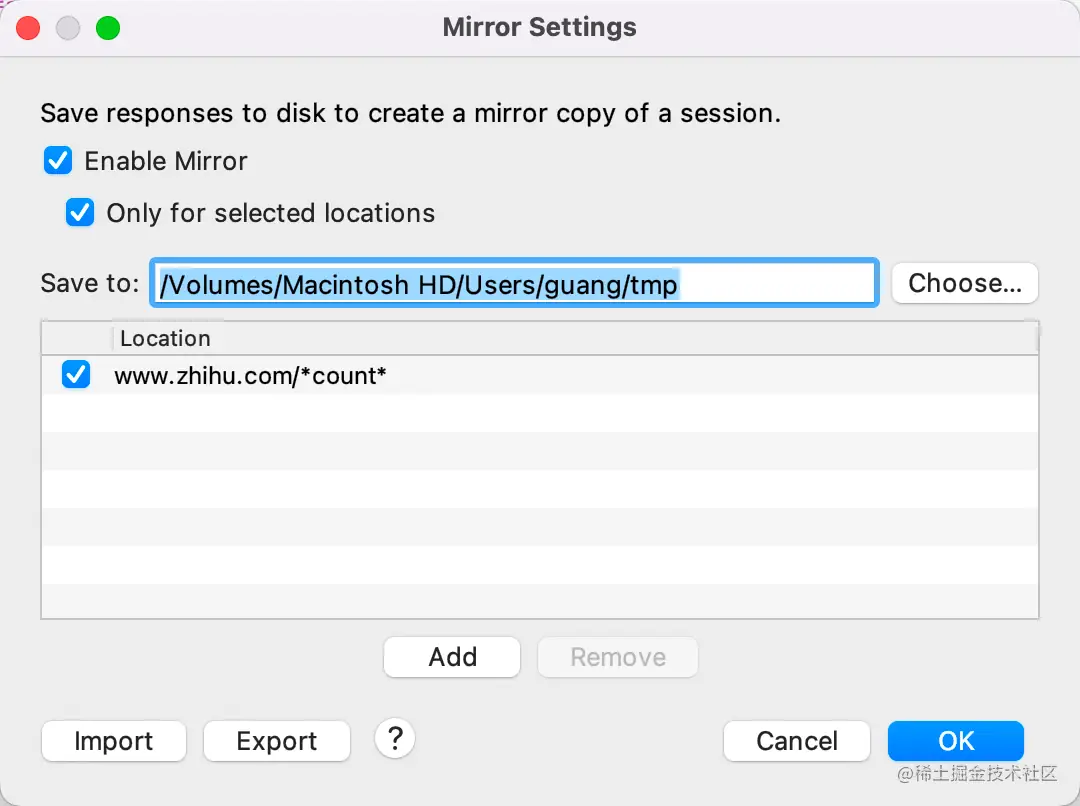 Mirror Settings
Save responses to disk to create a mirror copy of a session.
Enable Mirror
Only for selected locations
Save to: /Volumes/Macintosh HD/Users/guang/tmp Choose...
Location
www.zhihu.com/*count*
Add Remove
Import Export ? Cancel OK
@稀土掘金技术社区